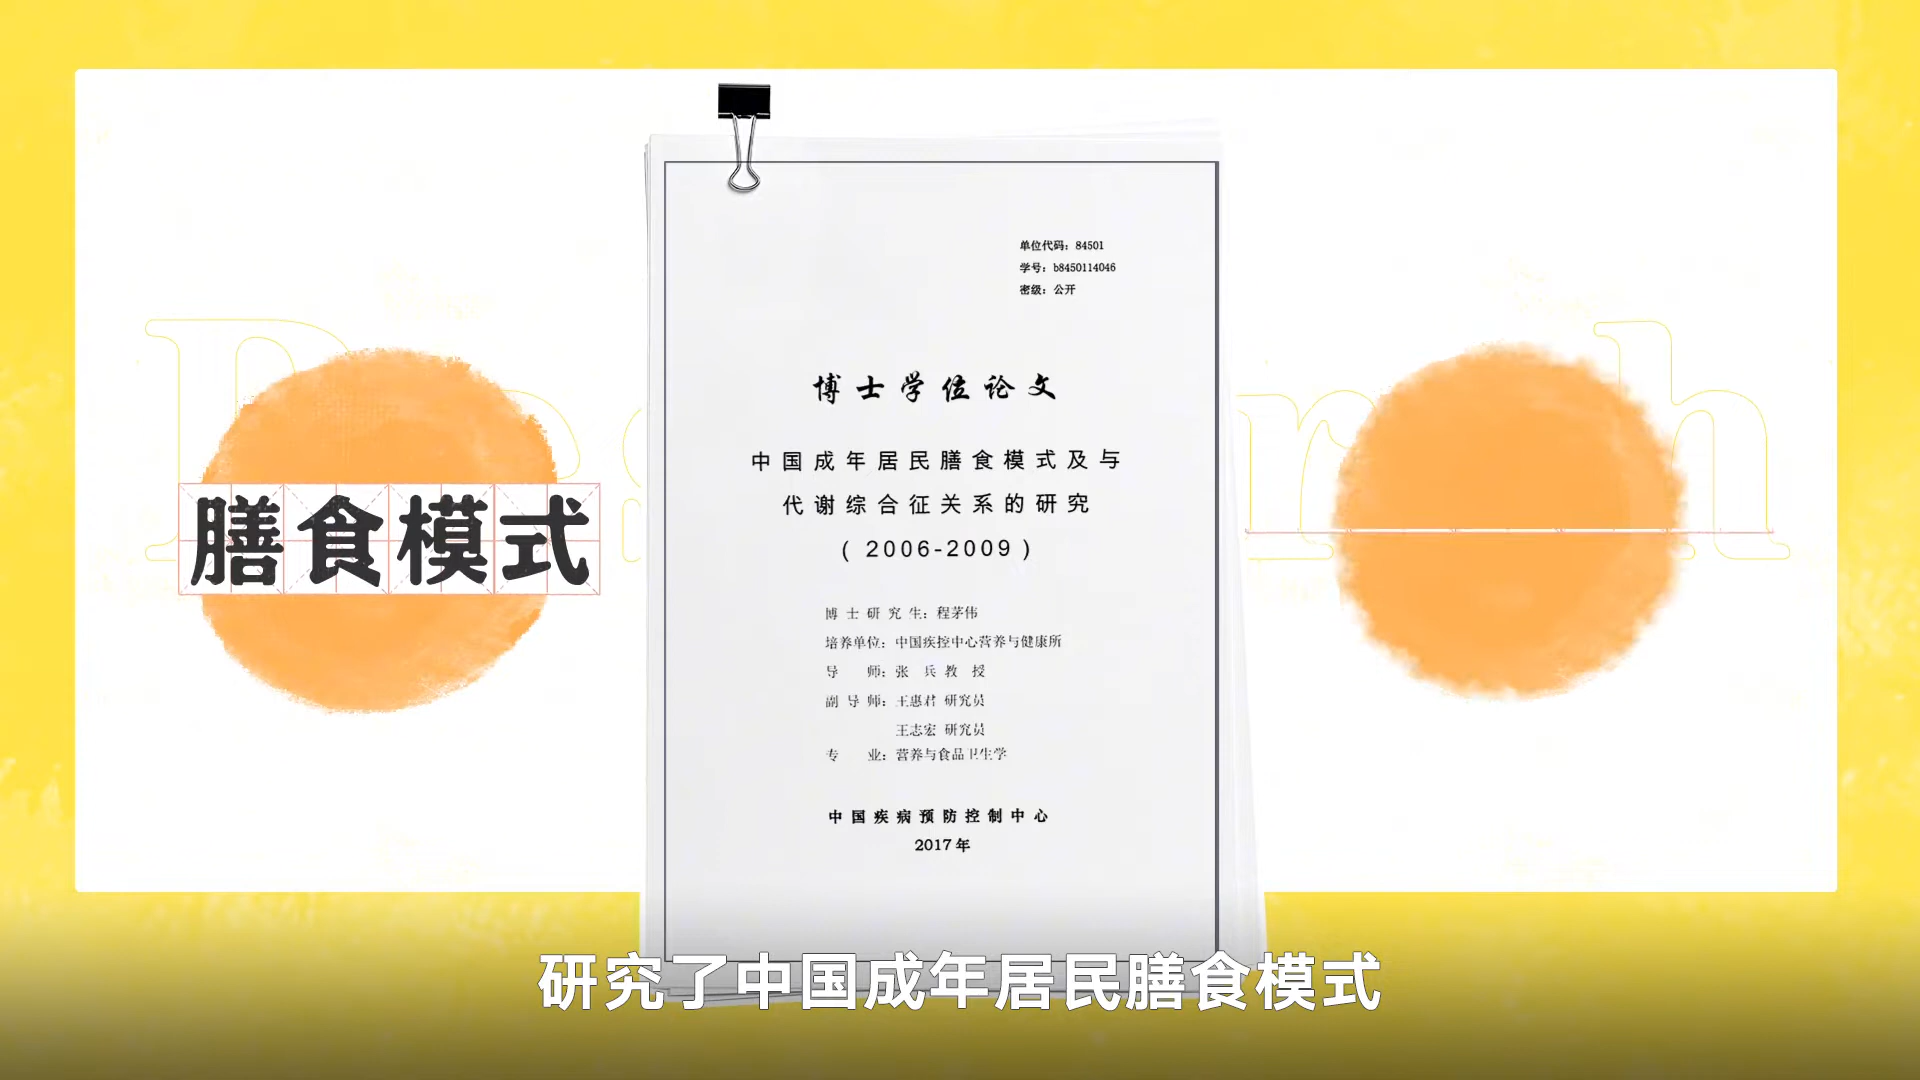 单位代码：84501
学号：b8450114046
密级：公开
博士学位论文
中国成年居民膳食模式及与
代谢综合征关系的研究
(2006-2009)
膳食模式
博士研究生：程茅伟
培养单位：中国疾控中心营养与健康所
导 师：张 兵 教 授
副导师：王惠君 研究员
王志宏 研究员
专 业：营养与食品卫生学
中国疾病预防控制中心
2017年
研究了中国成年居民膳食模式